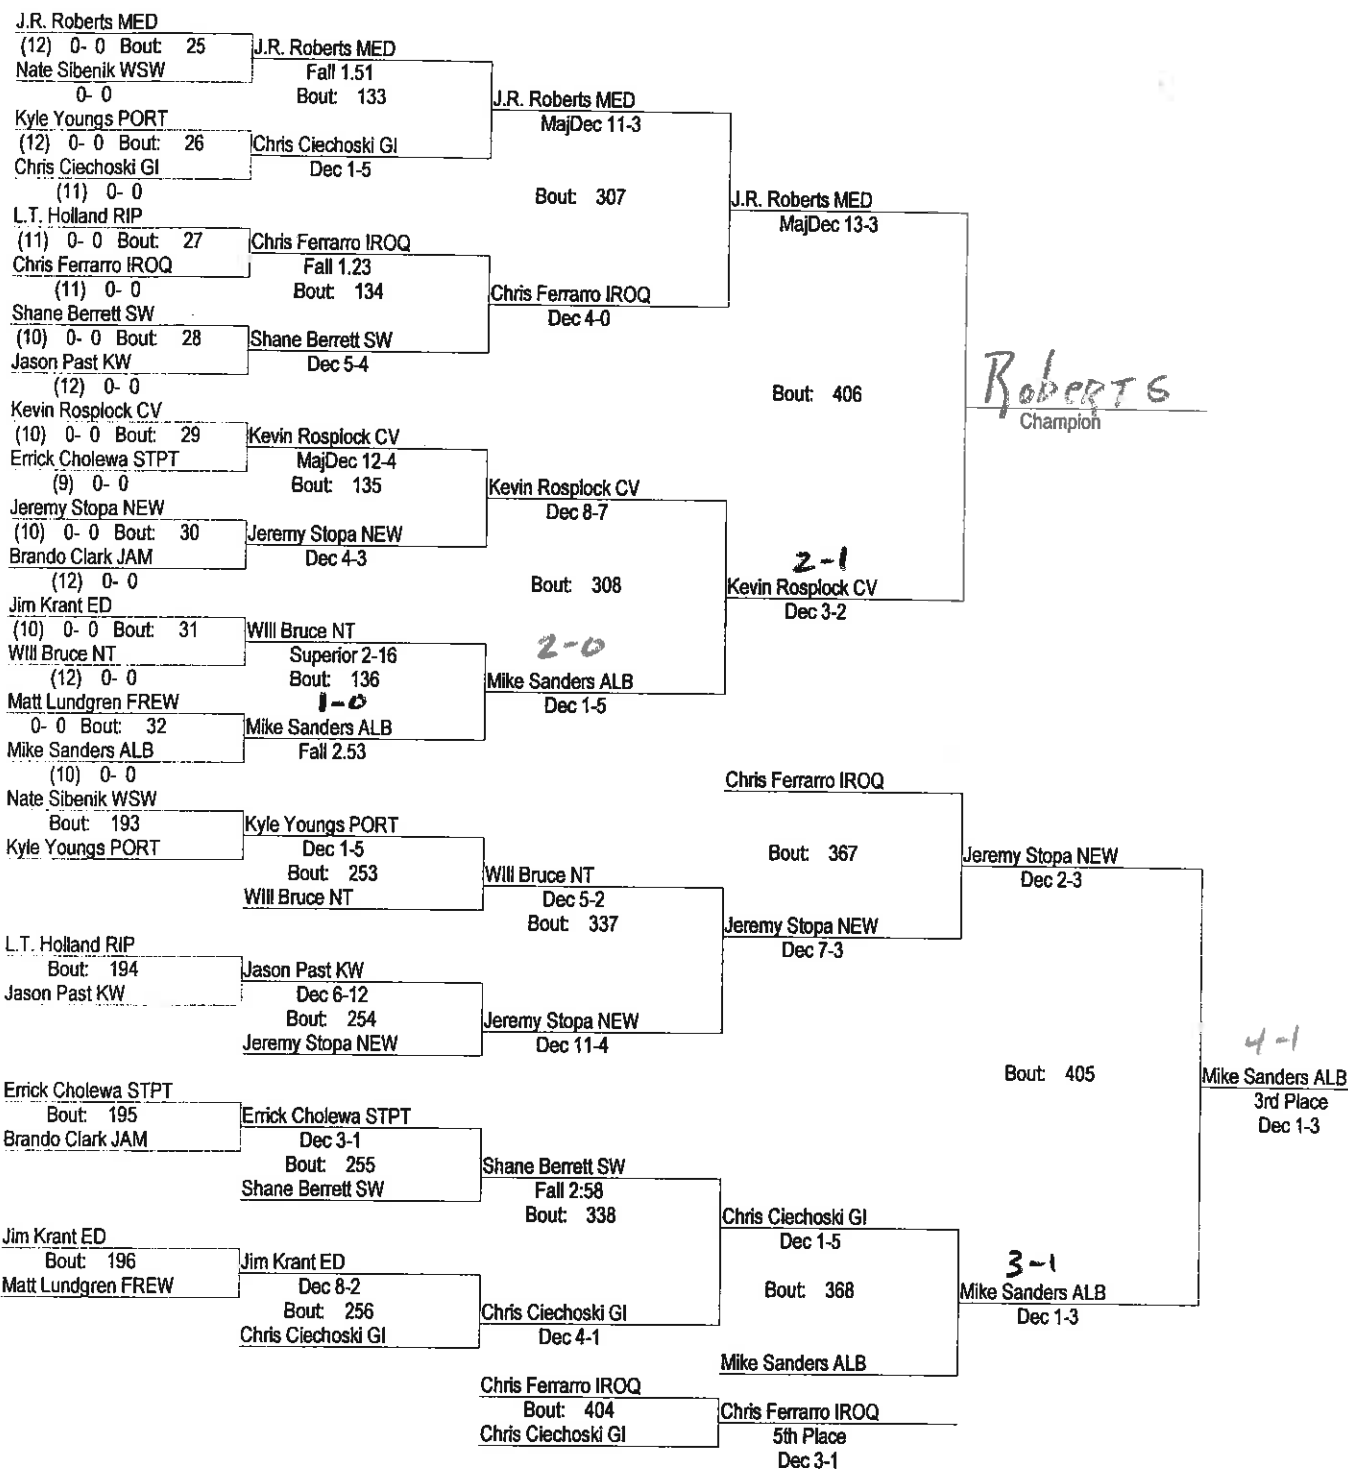 J.R. Roberts MED
(12) 0- 0 Bout: 25
Nate Sibenik WSW
0- 0
Kyle Youngs PORT
(12) 0- 0 Bout: 26
Chris Ciechoski GI
(11) 0- 0
L.T. Holland RIP
(11) 0- 0 Bout: 27
Chris Ferrarro IROQ
(11) 0- 0
Shane Berrett SW
(10) 0- 0 Bout: 28
Jason Past KW
(12) 0- 0
Kevin Rosplock CV
(10) 0- 0 Bout: 29
Errick Cholewa STPT
(9) 0- 0
Jeremy Stopa NEW
(10) 0- 0 Bout: 30
Brando Clark JAM
(12) 0- 0
Jim Krant ED
(10) 0- 0 Bout: 31
Will Bruce NT
(12) 0- 0
Matt Lundgren FREW
0- 0 Bout: 32
Mike Sanders ALB
(10) 0- 0
J.R. Roberts MED
Fall 1.51
Bout: 133
Chris Ciechoski GI
Dec 1-5
Chris Ferrarro IROQ
Fall 1.23
Bout: 134
Shane Berrett SW
Dec 5-4
Kevin Rosplock CV
MajDec 12-4
Bout: 135
Jeremy Stopa NEW
Dec 4-3
Will Bruce NT
Superior 2-16
Bout: 136
1-0
Mike Sanders ALB
Fall 2.53
J.R. Roberts MED
MajDec 11-3
Bout: 307
Chris Ferrarro IROQ
Dec 4-0
Kevin Rosplock CV
Dec 8-7
Bout: 308
2-0
Mike Sanders ALB
Dec 1-5
J.R. Roberts MED
MajDec 13-3
Bout: 406
2-1
Kevin Rosplock CV
Dec 3-2
Roberts
Champion
Nate Sibenik WSW
Bout: 193
Kyle Youngs PORT
L.T. Holland RIP
Bout: 194
Jason Past KW
Errick Cholewa STPT
Bout: 195
Brando Clark JAM
Jim Krant ED
Bout: 196
Matt Lundgren FREW
Kyle Youngs PORT
Dec 1-5
Bout: 253
Will Bruce NT
Jason Past KW
Dec 6-12
Bout: 254
Jeremy Stopa NEW
Errick Cholewa STPT
Dec 3-1
Bout: 255
Shane Berrett SW
Jim Krant ED
Dec 8-2
Bout: 256
Chris Ciechoski GI
Will Bruce NT
Dec 5-2
Bout: 337
Jeremy Stopa NEW
Dec 11-4
Shane Berrett SW
Fall 2:58
Bout: 338
Chris Ciechoski GI
Dec 4-1
Chris Ferrarro IROQ
Bout: 367
Jeremy Stopa NEW
Dec 7-3
Chris Ciechoski GI
Dec 1-5
Bout: 368
Mike Sanders ALB
Jeremy Stopa NEW
Dec 2-3
Bout: 405
3-1
Mike Sanders ALB
Dec 1-3
4-1
Mike Sanders ALB
3rd Place
Dec 1-3
Chris Ferrarro IROQ
Bout: 404
Chris Ciechoski GI
Chris Ferrarro IROQ
5th Place
Dec 3-1